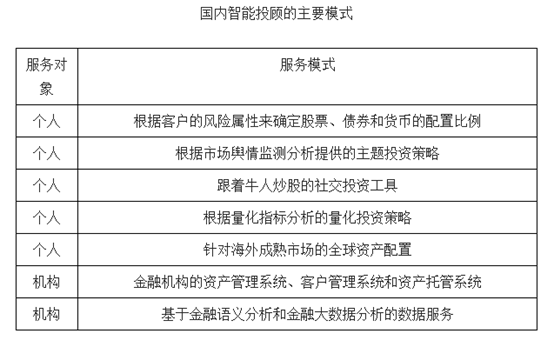 国内智能投顾的主要模式
服务对象 服务模式
个人 根据客户的风险属性来确定股票、债券和货币的配置比例
个人 根据市场舆情监测分析提供的主题投资策略
个人 跟着牛人炒股的社交投资工具
个人 根据量化指标分析的量化投资策略
个人 针对海外成熟市场的全球资产配置
机构 金融机构的资产管理系统、客户管理系统和资产托管系统
机构 基于金融语义分析和金融大数据分析的数据服务